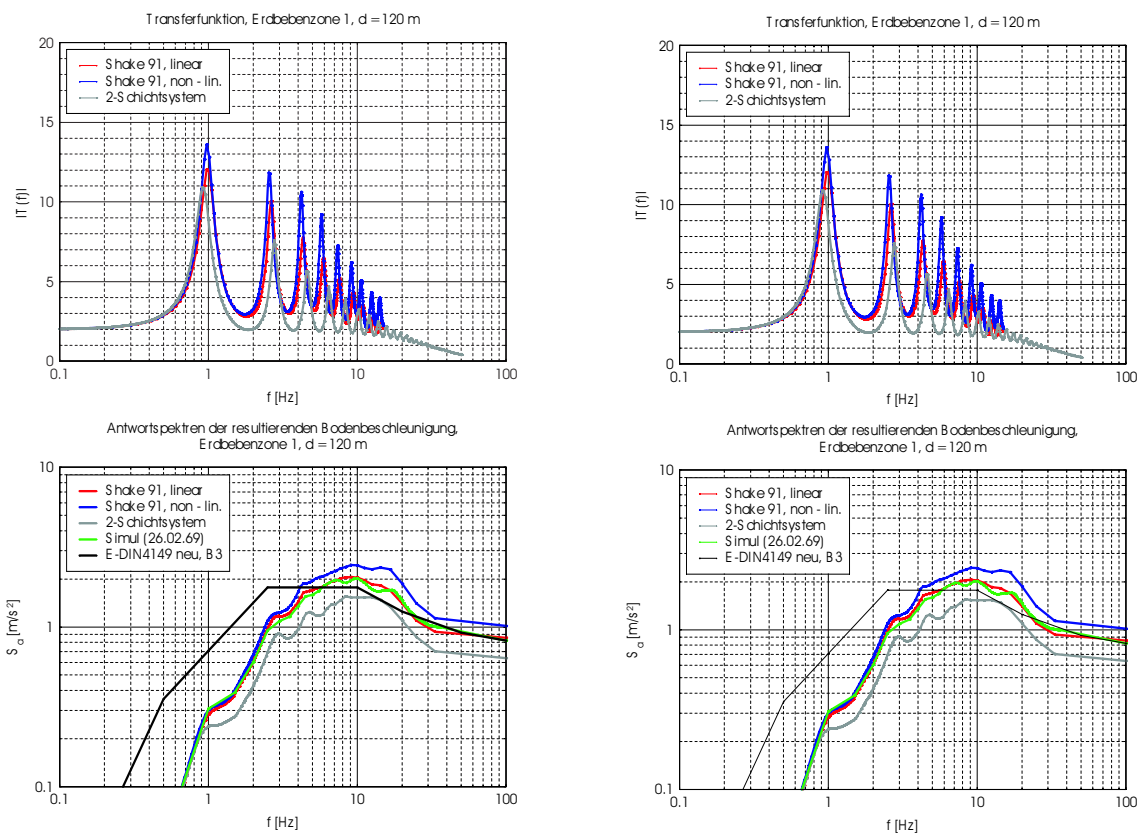 Transferfunktion, Erdbebenzone 1, d = 120 m
20
15
10
5
0
IT (f)I
Shake 91, linear
Shake 91, non - lin.
2-Schichtsystem
0.1 1 10 100
f [Hz]
Transferfunktion, Erdbebenzone 1, d = 120 m
20
15
10
5
0
IT (f)I
Shake 91, linear
Shake 91, non - lin.
2-Schichtsystem
0.1 1 10 100
f [Hz]
Antwortspektren der resultierenden Bodenbeschleunigung,
Erdbebenzone 1, d = 120 m
10
1
0.1
S a [m/s²]
Shake 91, linear
Shake 91, non - lin.
2-Schichtsystem
Simul (26.02.69)
E-DIN4149 neu, B3
0.1 1 10 100
f [Hz]
Antwortspektren der resultierenden Bodenbeschleunigung,
Erdbebenzone 1, d = 120 m
10
1
0.1
S a [m/s²]
Shake 91, linear
Shake 91, non - lin.
2-Schichtsystem
Simul (26.02.69)
E-DIN4149 neu, B3
0.1 1 10 100
f [Hz]